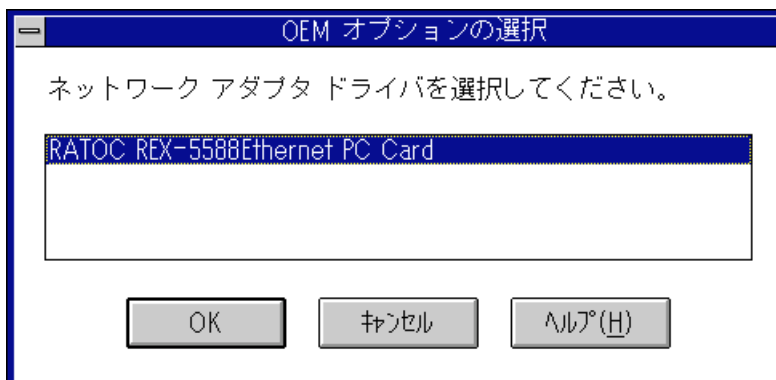 OEM オプションの選択
ネットワーク アダプタ ドライバを選択してください。
RATOC REX-5588Ethernet PC Card
OK
ｷｬﾝｾﾙ
ﾍﾙﾌﾟ(H)